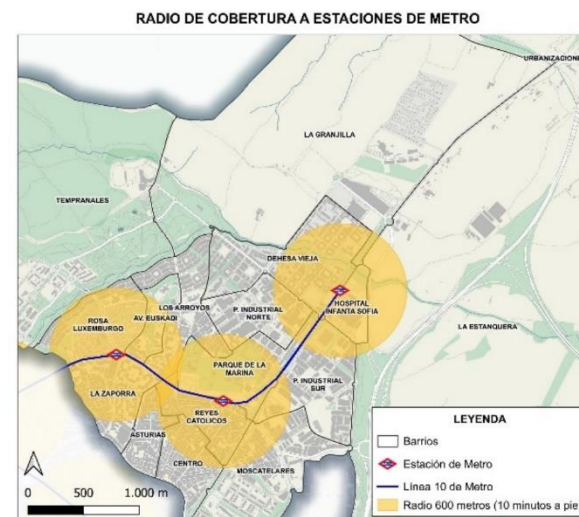 RADIO DE COBERTURA A ESTACIONES DE METRO
URBANIZACIONE
LA GRANJILLA
TEMPRANALES
DEHESA VIEJA
LOS ARROYOS
P. INDUSTRIAL
NORTE
HOSPITAL
INFANTA SOFIA
ROSA
LUXEMBURGO
AV. EUSKADI
LA ESTANQUERA
PARQUE DE LA
MARINA
P. INDUSTRIAL
SUR
LA ZAPORRA
REYES
CATOLICOS
ASTURIAS
CENTRO
MOSCATELARES
0 500 1.000 m
LEYENDA
Barrios
Estación de Metro
Línea 10 de Metro
Radio 600 metros (10 minutos a pie